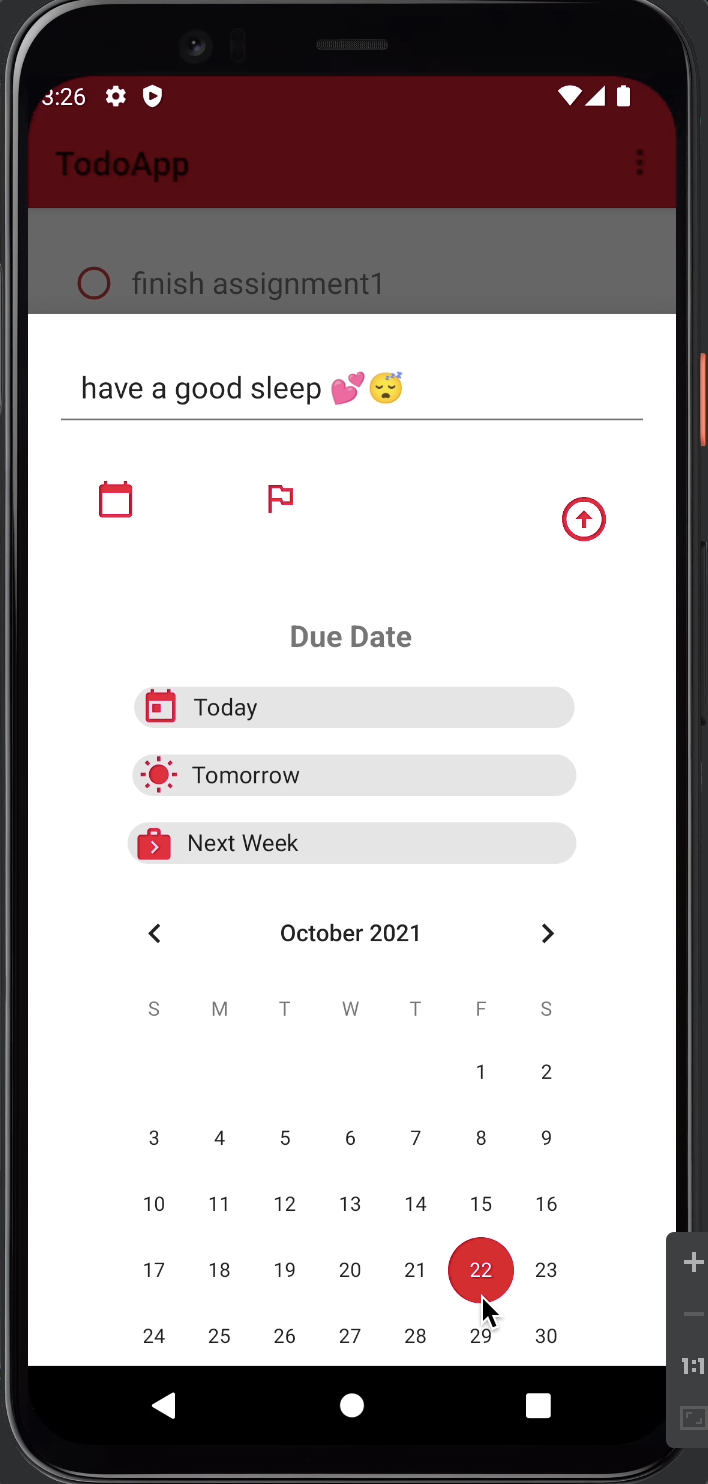 3:26
TodoApp
finish assignment1
have a good sleep 💕😴
Due Date
Today
Tomorrow
Next Week
October 2021
S M T W T F S
1 2
3 4 5 6 7 8 9
10 11 12 13 14 15 16
17 18 19 20 21 22 23
24 25 26 27 28 29 30
1:1